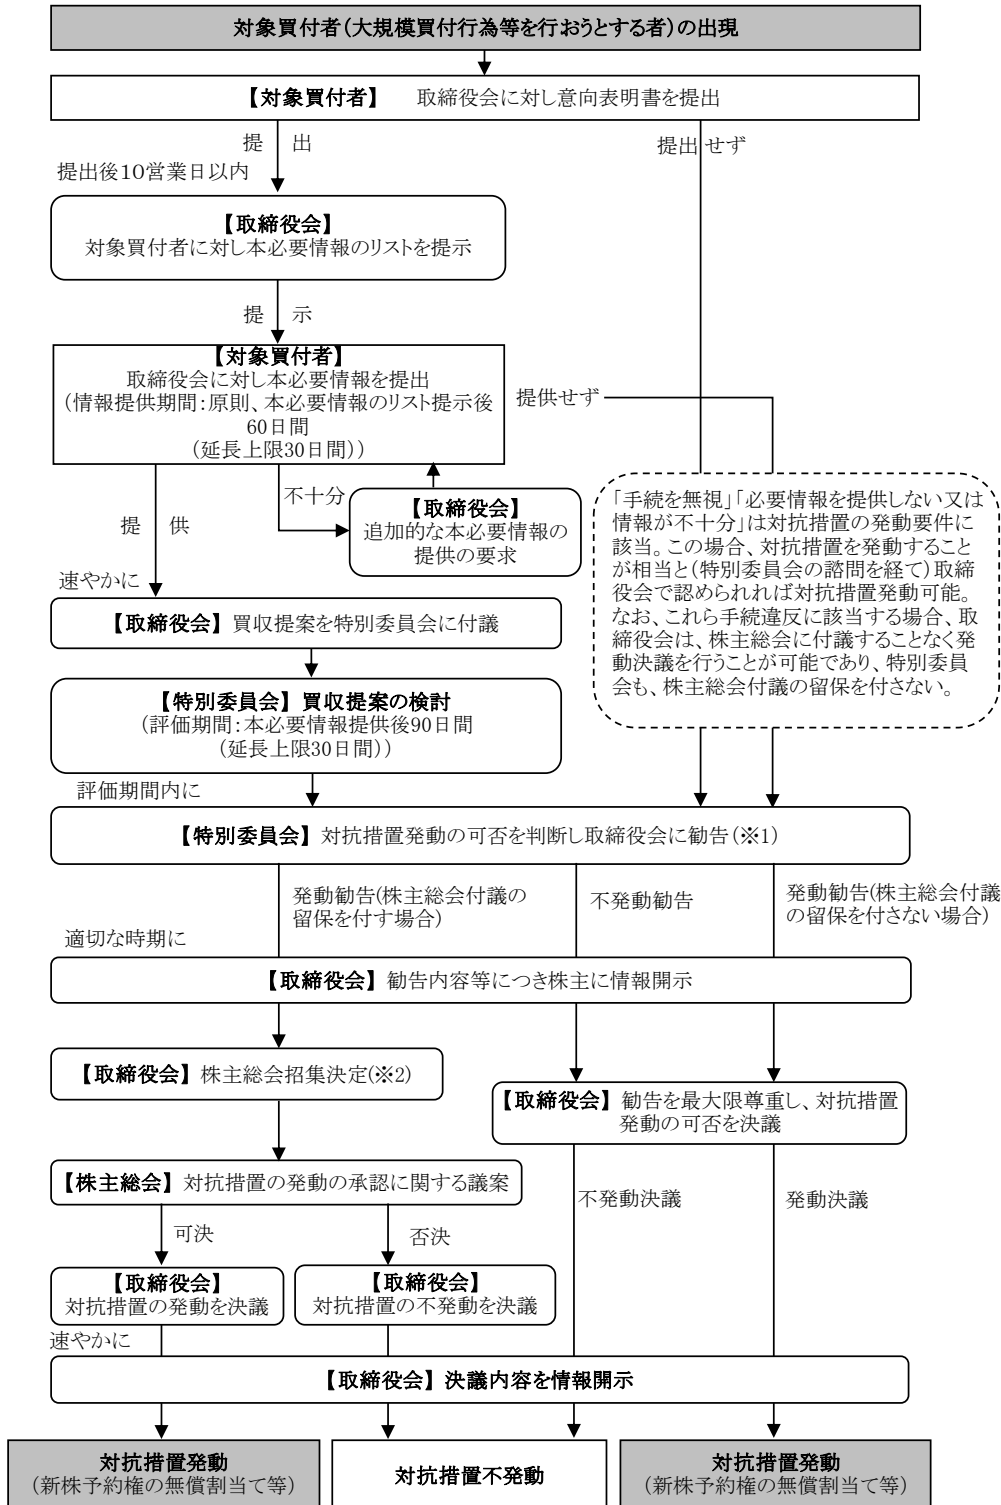 対象買付者(大規模買付行為等を行おうとする者)の出現
【対象買付者】 取締役会に対し意向表明書を提出
提 出
提出せず
提出後10営業日以内
【取締役会】
対象買付者に対し本必要情報のリストを提示
提 示
【対象買付者】
取締役会に対し本必要情報を提出
(情報提供期間:原則、本必要情報のリスト提示後
60日間
(延長上限30日間))
提供せず
不十分
【取締役会】
追加的な本必要情報の
提供の要求
提 供
速やかに
「手続を無視」「必要情報を提供しない又は
情報が不十分」は対抗措置の発動要件に
該当。この場合、対抗措置を発動すること
が相当と(特別委員会の諮問を経て)取締
役会で認められれば対抗措置発動可能。
なお、これら手続違反に該当する場合、取
締役会は、株主総会に付議することなく発
動決議を行うことが可能であり、特別委員
会も、株主総会付議の留保を付さない。
【取締役会】 買収提案を特別委員会に付議
【特別委員会】 買収提案の検討
(評価期間:本必要情報提供後90日間
(延長上限30日間))
評価期間内に
【特別委員会】 対抗措置発動の可否を判断し取締役会に勧告(※1)
発動勧告(株主総会付議の
留保を付す場合)
不発動勧告
発動勧告(株主総会付議
の留保を付さない場合)
適切な時期に
【取締役会】 勧告内容等につき株主に情報開示
【取締役会】 株主総会招集決定(※2)
【取締役会】 勧告を最大限尊重し、対抗措置
発動の可否を決議
【株主総会】 対抗措置の発動の承認に関する議案
不発動決議
発動決議
可決
否決
【取締役会】
対抗措置の発動を決議
【取締役会】
対抗措置の不発動を決議
速やかに
【取締役会】 決議内容を情報開示
対抗措置発動
(新株予約権の無償割当て等)
対抗措置不発動
対抗措置発動
(新株予約権の無償割当て等)